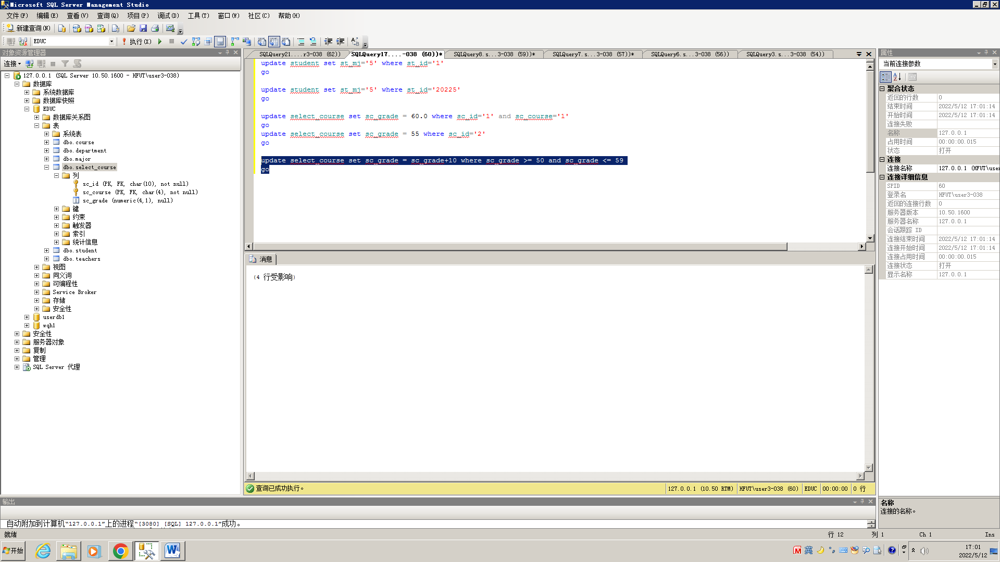 Microsoft SQL Server Management Studio
文件(F) 编辑(E) 查看(V) 查询(Q) 项目(P) 调试(D) 工具(T) 窗口(W) 社区(C) 帮助(H)
新建查询(N)
EDUC 执行(X)
对象资源管理器
连接
127.0.0.1 (SQL Server 10.50.1600 - HFUT\user3-038)
数据库
系统数据库
数据库快照
EDUC
数据库关系图
表
系统表
dbo.course
dbo.department
dbo.major
dbo.select_course
列
sc_id (PK, FK, char(10), not null)
sc_course (PK, FK, char(4), not null)
sc_grade (numeric(4,1), null)
键
约束
触发器
索引
统计信息
dbo.student
dbo.teachers
视图
同义词
可编程性
Service Broker
存储
安全性
userdb1
wqh1
安全性
服务器对象
复制
管理
SQL Server 代理
SQLQuery21....r3-038 (62)) SQLQuery17....-038 (60))* SQLQuery8.s...3-038 (59))* SQLQuery7.s...3-038 (57))* SQLQuery6.s...3-038 (56)) SQLQuery3.s...3-038 (54))
update student set st_mj='5' where st_id='1'
go
update student set st_mj='5' where st_id='20225'
go
update select_course set sc_grade = 60.0 where sc_id='1' and sc_course='1'
go
update select_course set sc_grade = 55 where sc_id='2'
go
update select_course set sc_grade = sc_grade+10 where sc_grade >= 50 and sc_grade <= 59
go
消息
(4 行受影响)
查询已成功执行。 127.0.0.1 (10.50 RTM) HFUT\user3-038 (60) EDUC 00:00:00 0 行
属性
当前连接参数
聚合状态
返回的行数 0
结束时间 2022/5/12 17:01:14
开始时间 2022/5/12 17:01:14
连接失败
名称 127.0.0.1
占用时间 00:00:00.015
状态 打开
连接
连接名称 127.0.0.1 (HFUT\user
连接详细信息
SPID 60
登录名 HFUT\user3-038
返回的连接行数 0
服务器版本 10.50.1600
服务器名称 127.0.0.1
会话跟踪 ID
连接结束时间 2022/5/12 17:01:14
连接开始时间 2022/5/12 17:01:14
连接占用时间 00:00:00.015
连接状态 打开
显示名称 127.0.0.1
名称
连接的名称。
输出
自动附加到计算机“127.0.0.1”上的进程“[3080] [SQL] 127.0.0.1”成功。
就绪 行 12 列 1 Ch 1 Ins
开始
英
17:01
2022/5/12